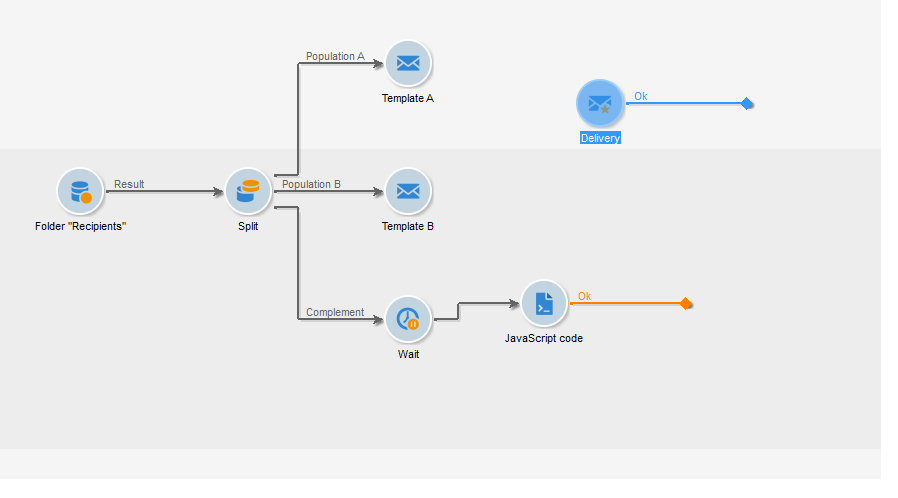 Population A
Template A
Ok
Delivery
Result
Population B
Folder "Recipients"
Split
Template B
Complement
Wait
Ok
JavaScript code